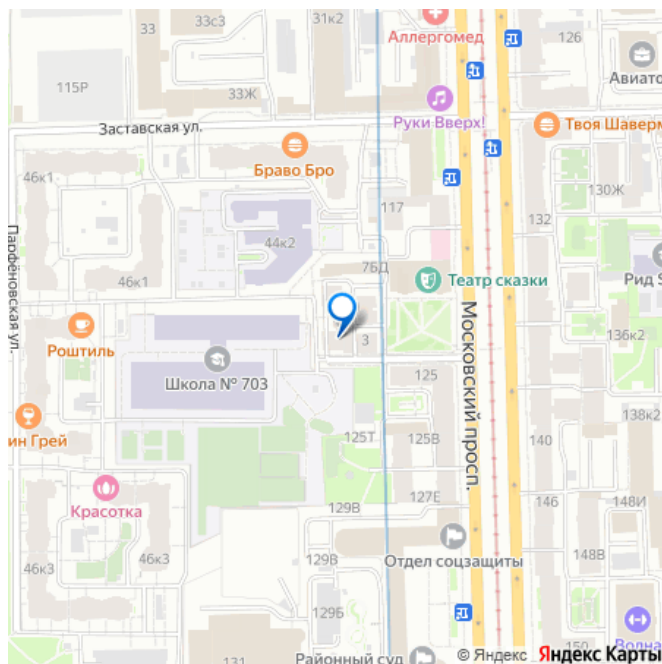 33
33с3
31к2
Аллергомед
126
Авиато
115Р
33Ж
Руки Вверх!
Заставская ул.
Твоя Шаверм
Браво Бро
46к1
130Ж
117
132
44к2
7БД
46к1
Театр сказки
Рид S
Парфёновская ул.
Московский просп.
3
136к2
Роштиль
Школа № 703
125
138к2
ин Грей
125Т
125В
140
127Е
146
148И
Красотка
129В
46к3
46к3
129В
Отдел соцзащиты
148В
129Б
Волна
131
Районный суд
150
© Яндекс Яндекс Карты